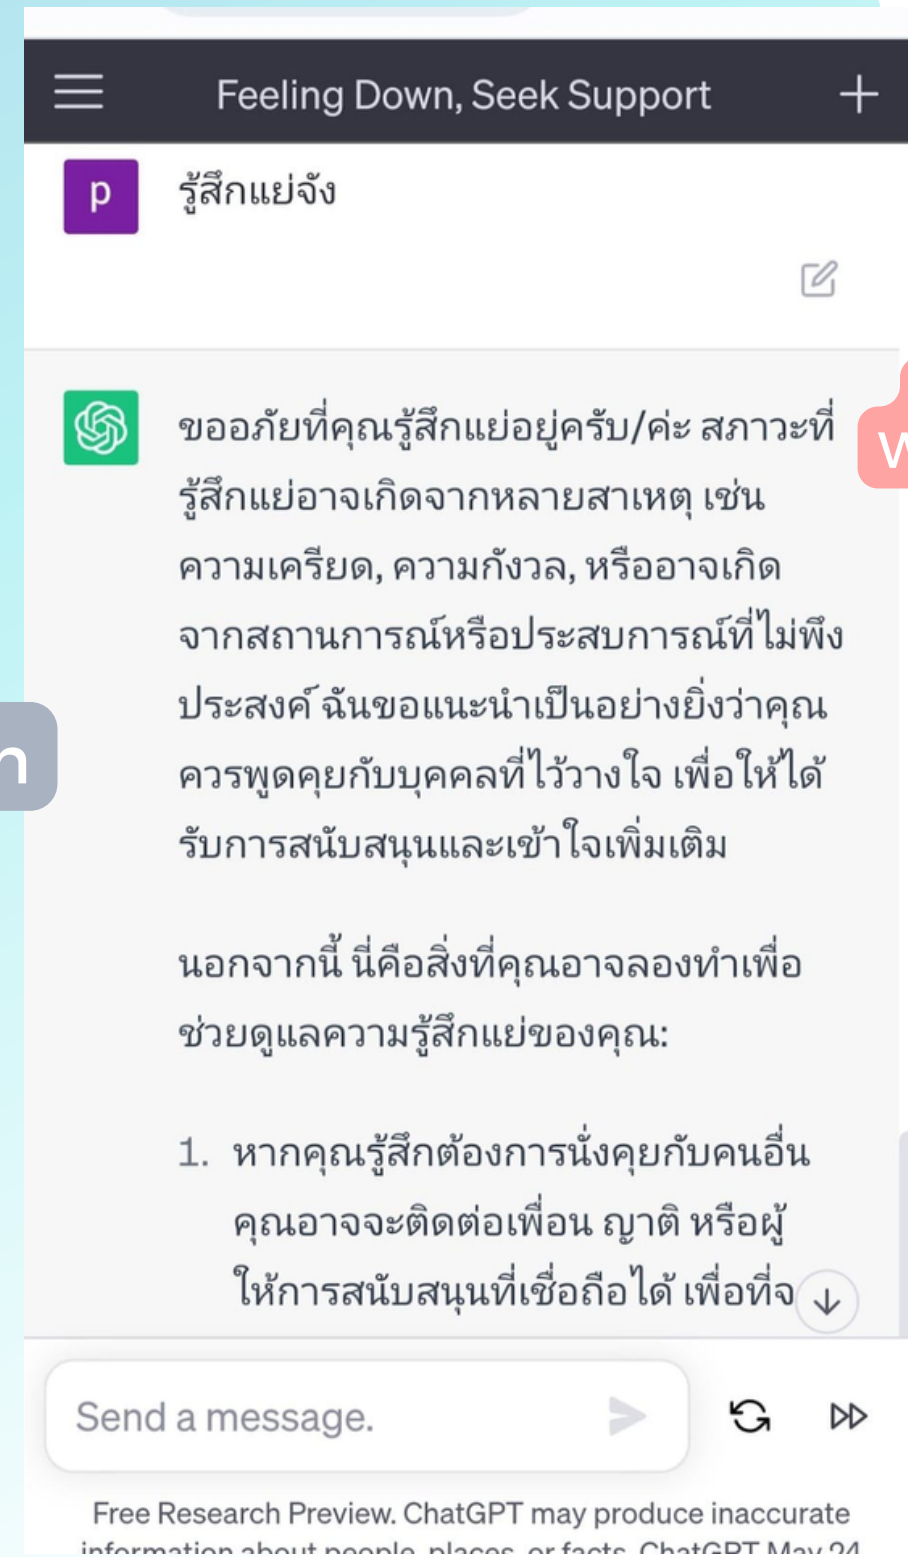 Feeling Down, Seek Support
p
รู้สึกแย่จัง
ขออภัยที่คุณรู้สึกแย่อยู่ครับ/ค่ะ สภาวะที่
รู้สึกแย่อาจเกิดจากหลายสาเหตุ เช่น
ความเครียด, ความกังวล, หรืออาจเกิด
จากสถานการณ์หรือประสบการณ์ที่ไม่พึง
ประสงค์ ฉันขอแนะนำเป็นอย่างยิ่งว่าคุณ
ควรพูดคุยกับบุคคลที่ไว้วางใจ เพื่อให้ได้
รับการสนับสนุนและเข้าใจเพิ่มเติม
นอกจากนี้ นี่คือสิ่งที่คุณอาจลองทำเพื่อ
ช่วยดูแลความรู้สึกแย่ของคุณ:
1. หากคุณรู้สึกต้องการนั่งคุยกับคนอื่น
คุณอาจจะติดต่อเพื่อน ญาติ หรือผู้
ให้การสนับสนุนที่เชื่อถือได้ เพื่อที่จ
Send a message.
Free Research Preview. ChatGPT may produce inaccurate
information about people, places, or facts. ChatGPT May 24